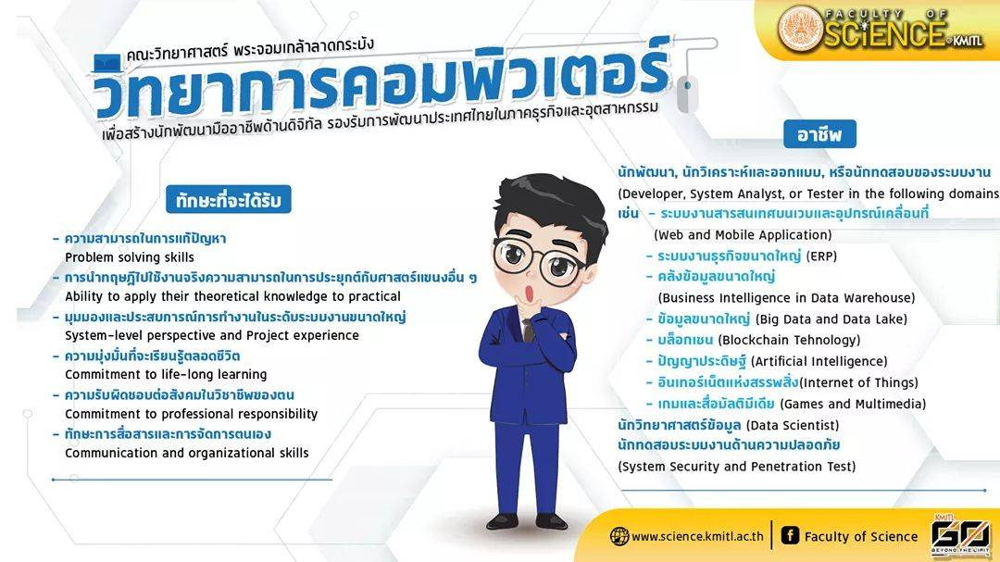 FACULTY OF
SCiENCE@KMITL
คณะวิทยาศาสตร์ พระจอมเกล้าลาดกระบัง
วิทยาการคอมพิวเตอร์
เพื่อสร้างนักพัฒนามืออาชีพด้านดิจิทัล รองรับการพัฒนาประเทศไทยในภาคธุรกิจและอุตสาหกรรม
ทักษะที่จะได้รับ
- ความสามารถในการแก้ปัญหา
Problem solving skills
- การนำทฤษฎีไปใช้งานจริงความสามารถในการประยุกต์กับศาสตร์แขนงอื่น ๆ
Ability to apply their theoretical knowledge to practical
- มุมมองและประสบการณ์การทำงานในระดับระบบงานขนาดใหญ่
System-level perspective and Project experience
- ความมุ่งมั่นที่จะเรียนรู้ตลอดชีวิต
Commitment to life-long learning
- ความรับผิดชอบต่อสังคมในวิชาชีพของตน
Commitment to professional responsibility
- ทักษะการสื่อสารและการจัดการตนเอง
Communication and organizational skills
อาชีพ
นักพัฒนา, นักวิเคราะห์และออกแบบ, หรือนักทดสอบของระบบงาน
(Developer, System Analyst, or Tester in the following domains
เช่น - ระบบงานสารสนเทศบนเวบและอุปกรณ์เคลื่อนที่
(Web and Mobile Application)
- ระบบงานธุรกิจขนาดใหญ่ (ERP)
- คลังข้อมูลขนาดใหญ่
(Business Intelligence in Data Warehouse)
- ข้อมูลขนาดใหญ่ (Big Data and Data Lake)
- บล็อกเชน (Blockchain Tehnology)
- ปัญญาประดิษฐ์ (Artificial Intelligence)
- อินเทอร์เน็ตแห่งสรรพสิ่ง(Internet of Things)
- เกมและสื่อมัลติมีเดีย (Games and Multimedia)
นักวิทยาศาสตร์ข้อมูล (Data Scientist)
นักทดสอบระบบงานด้านความปลอดภัย
(System Security and Penetration Test)
www.science.kmitl.ac.th
Faculty of Science
KMITL
GO
BEYOND THE LIMIT